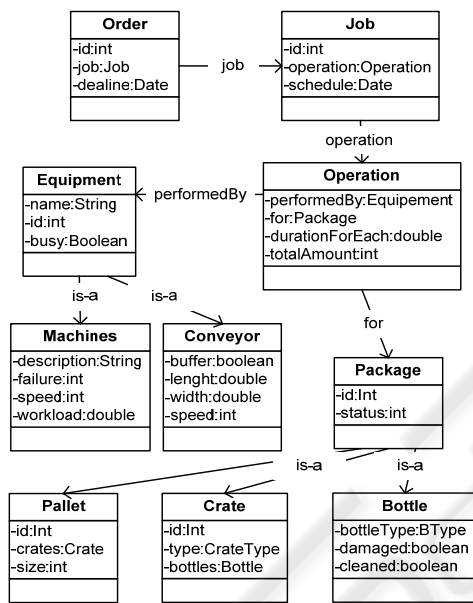 Order
-id:int
-job:Job
-dealine:Date
job
Job
-id:int
-operation:Operation
-schedule:Date
operation
Equipment
-name:String
-id:int
-busy:Boolean
performedBy
Operation
-performedBy:Equipement
-for:Package
-durationForEach:double
-totalAmount:int
is-a
is-a
for
Machines
-description:String
-failure:int
-speed:int
-workload:double
Conveyor
-buffer:boolean
-lenght:double
-width:double
-speed:int
Package
-id:Int
-status:int
is-a
is-a
Pallet
-id:Int
-crates:Crate
-size:int
Crate
-id:Int
-type:CrateType
-bottles:Bottle
Bottle
-bottleType:BType
-damaged:boolean
-cleaned:boolean